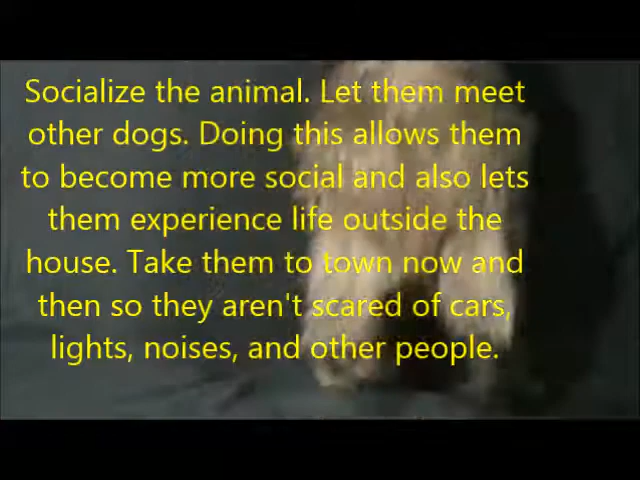 Socialize the animal. Let them meet
other dogs. Doing this allows them
to become more social and also lets
them experience life outside the
house. Take them to town now and
then so they aren't scared of cars,
lights, noises, and other people.